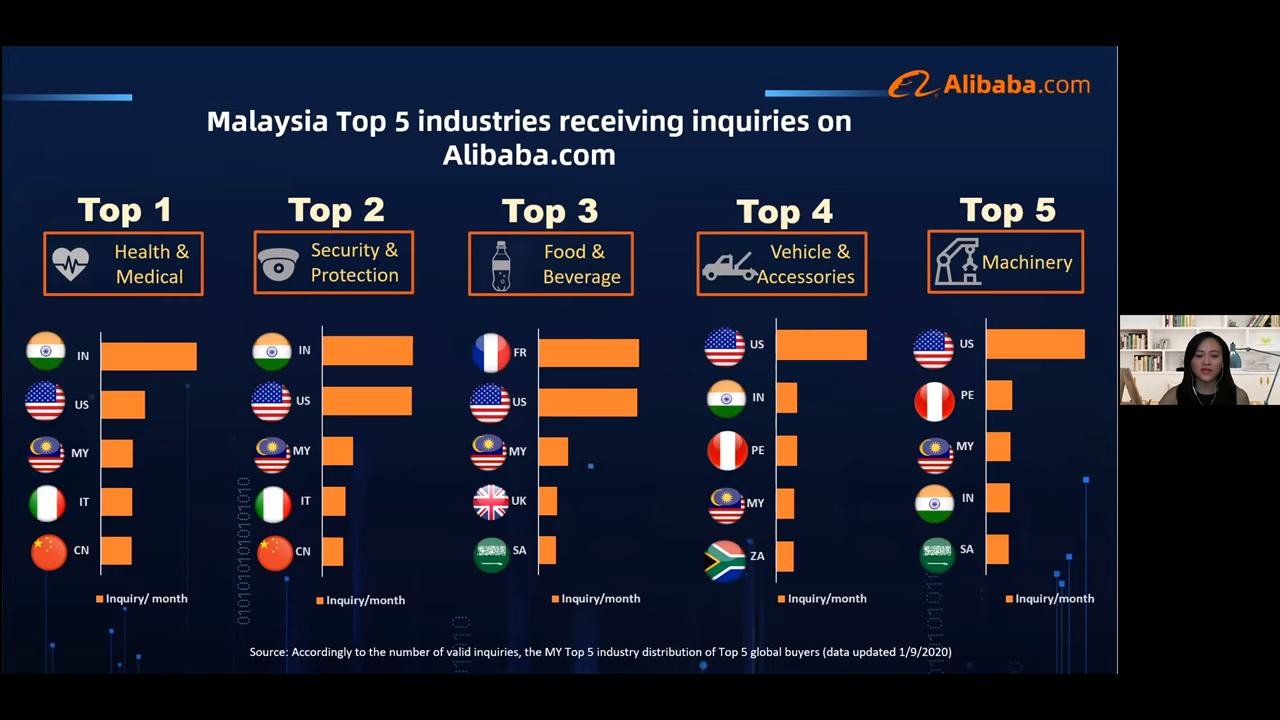 Alibaba.com
Malaysia Top 5 industries receiving inquiries on
Alibaba.com
Top 1
Health &
Medical
IN
US
MY
IT
CN
Inquiry/ month
Top 2
Security &
Protection
IN
US
MY
IT
CN
Inquiry/month
Top 3
Food &
Beverage
FR
US
MY
UK
SA
Inquiry/month
Top 4
Vehicle &
Accessories
US
IN
PE
MY
ZA
Inquiry/month
Top 5
Machinery
US
PE
MY
IN
SA
Inquiry/month
Source: Accordingly to the number of valid inquiries, the MY Top 5 industry distribution of Top 5 global buyers (data updated 1/9/2020)